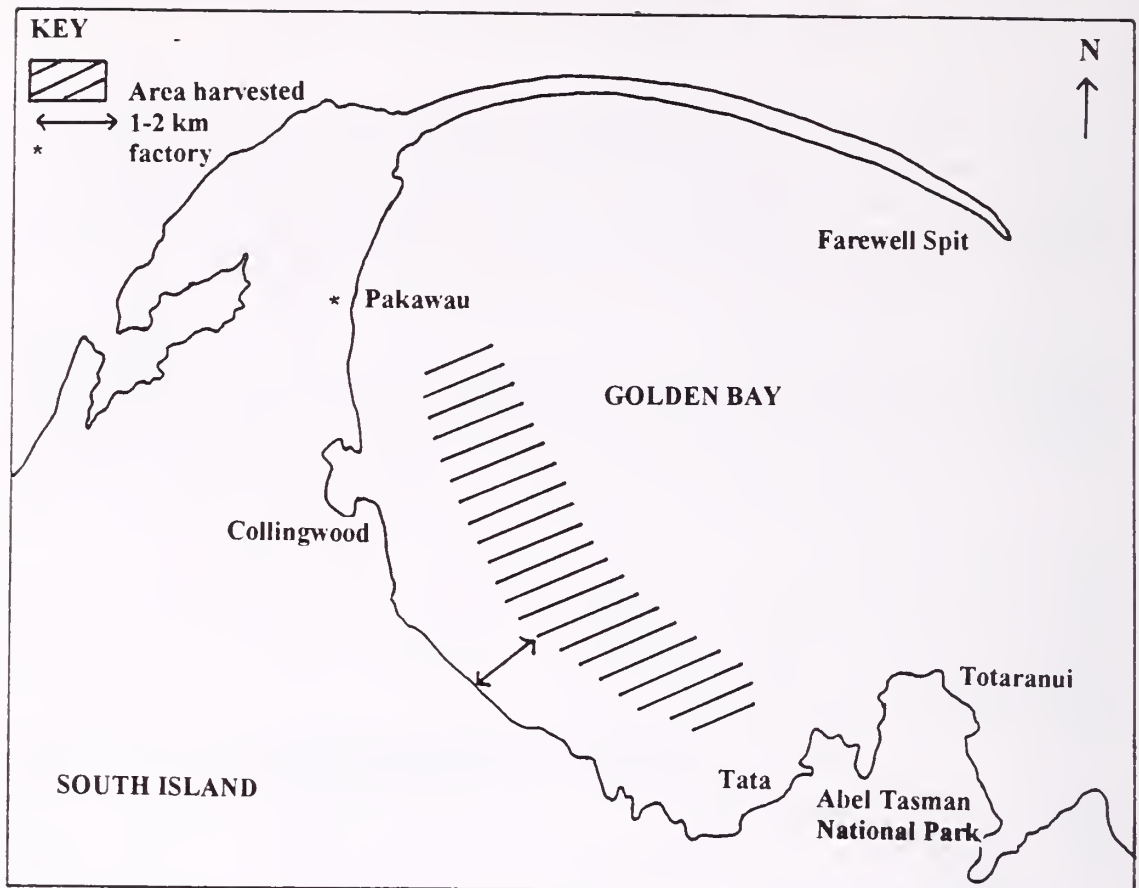 KEY
Area harvested
1-2 km
* factory
N
Farewell Spit
* Pakawau
GOLDEN BAY
Collingwood
Totaranui
SOUTH ISLAND
Tata
Abel Tasman
National Park